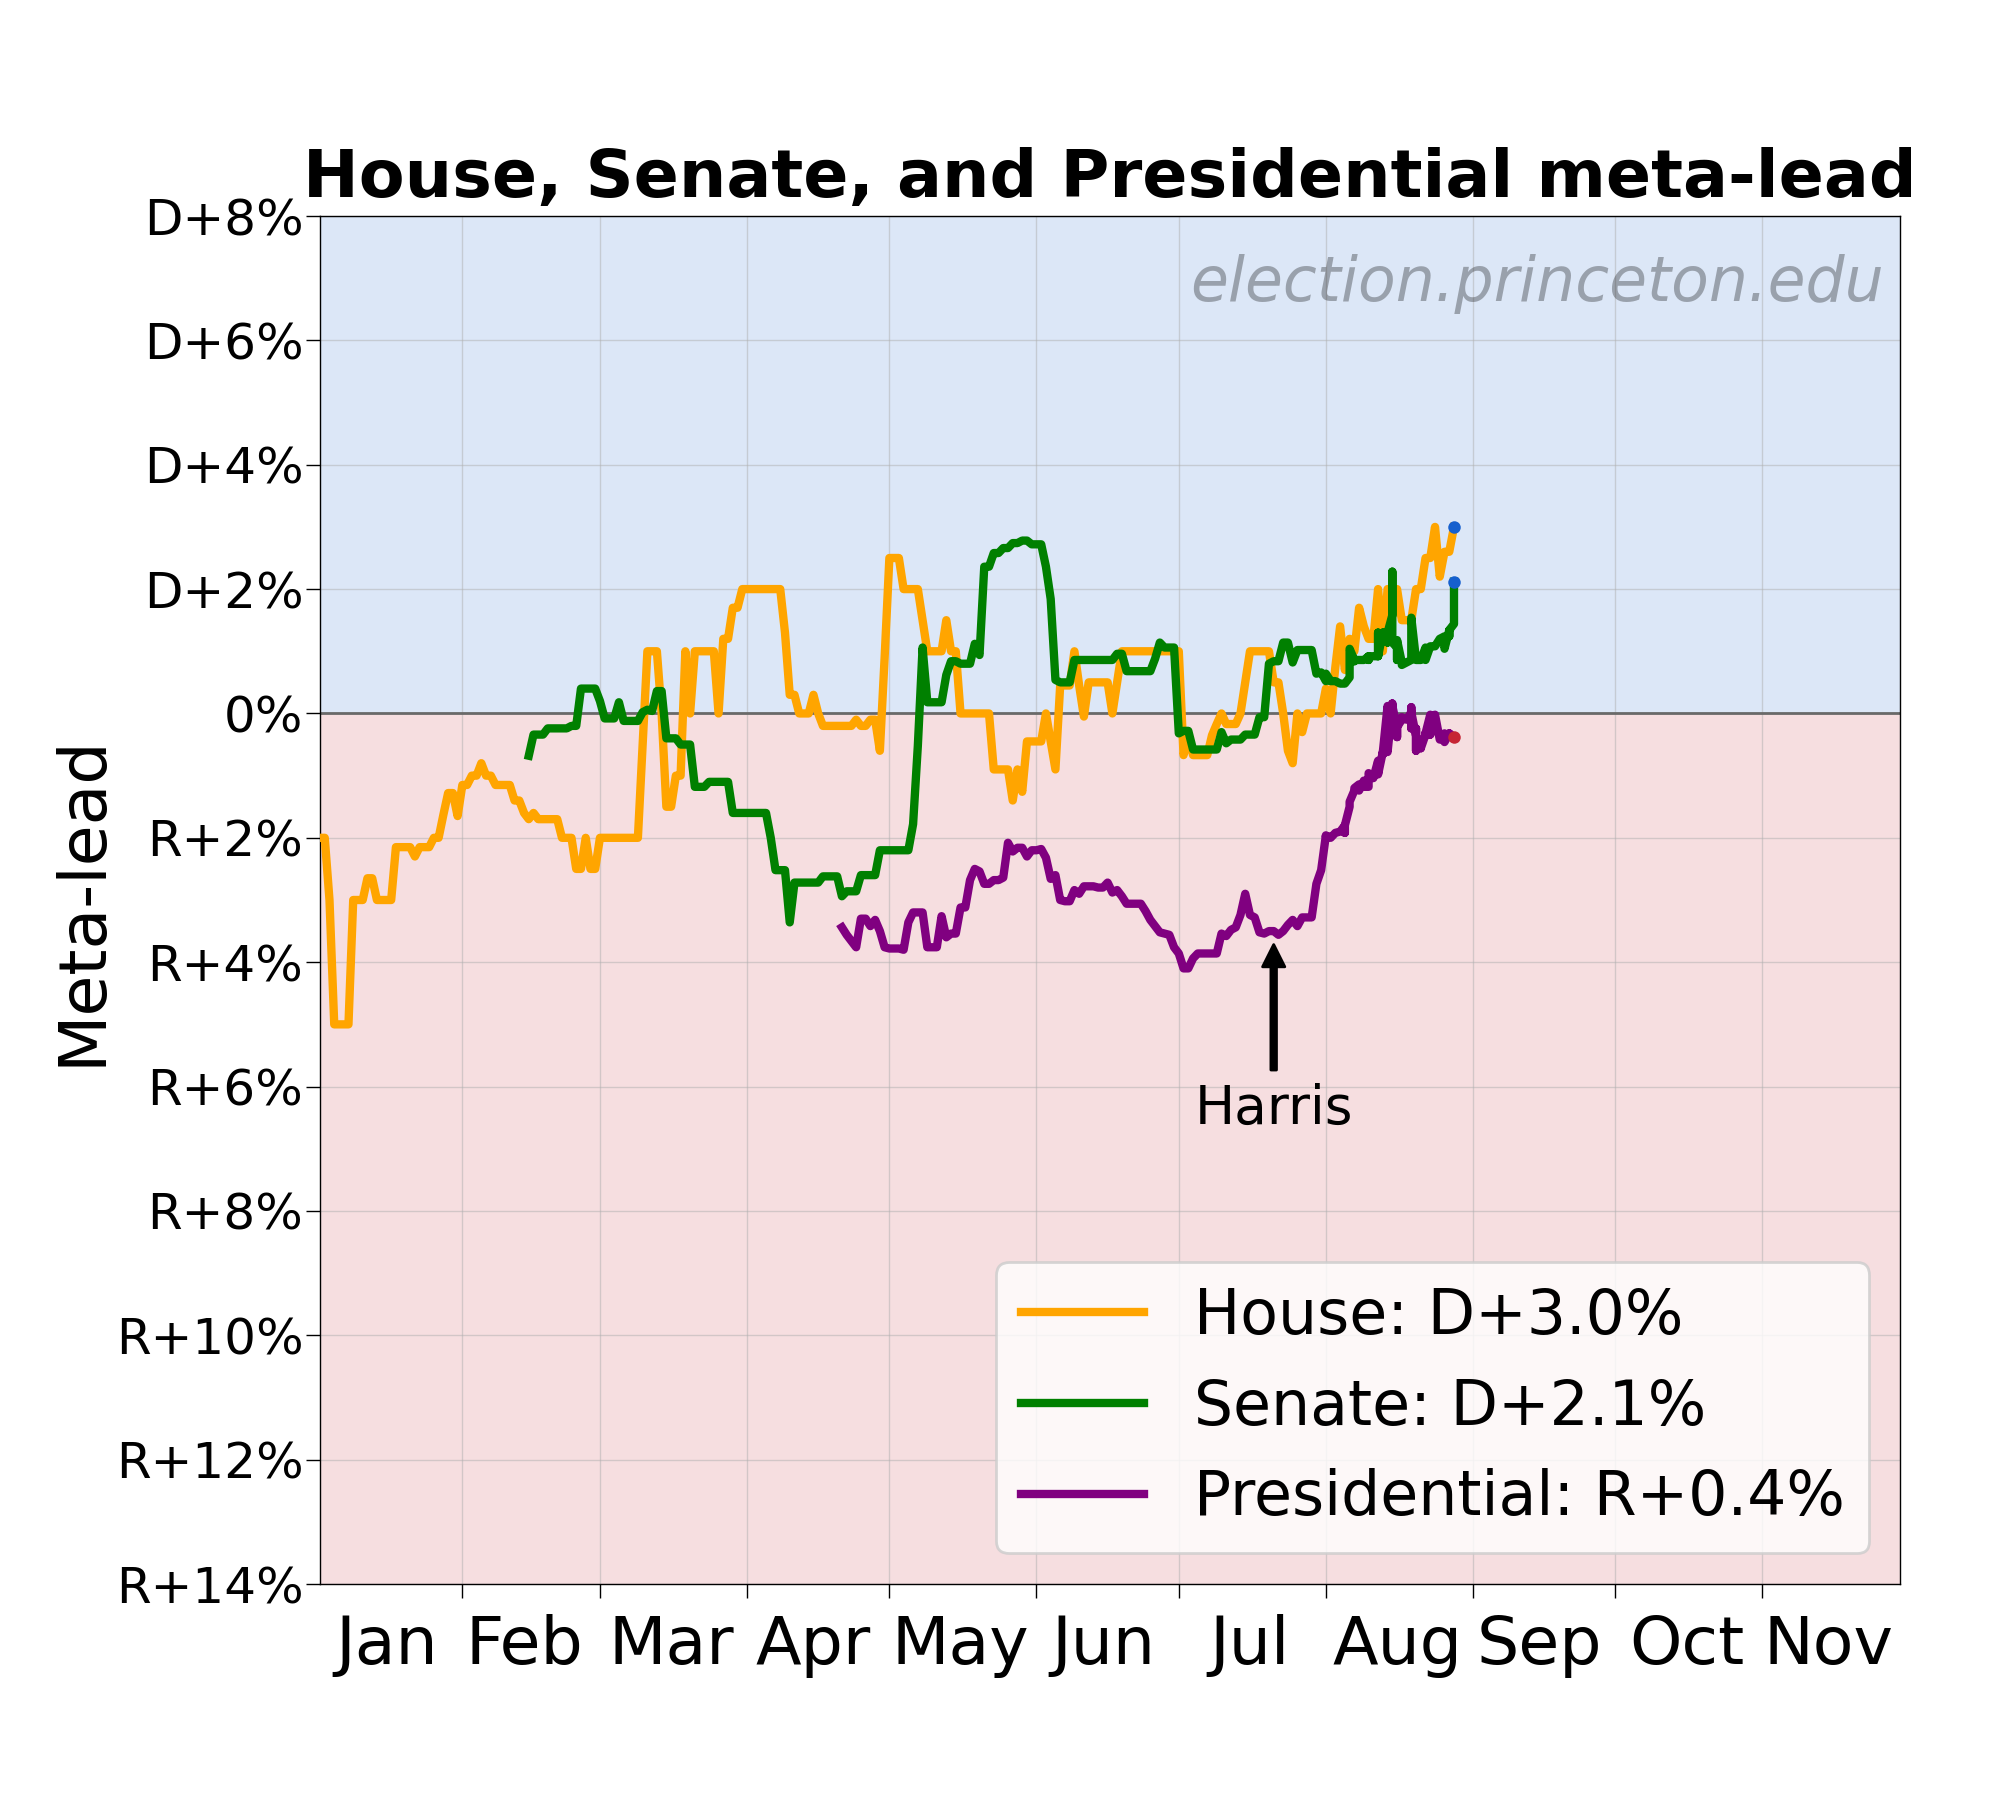 House, Senate, and Presidential meta-lead
election.princeton.edu
Meta-lead
D+8%
D+6%
D+4%
D+2%
0%
R+2%
R+4%
R+6%
R+8%
R+10%
R+12%
R+14%
Harris
House: D+3.0%
Senate: D+2.1%
Presidential: R+0.4%
Jan Feb Mar Apr May Jun Jul Aug Sep Oct Nov